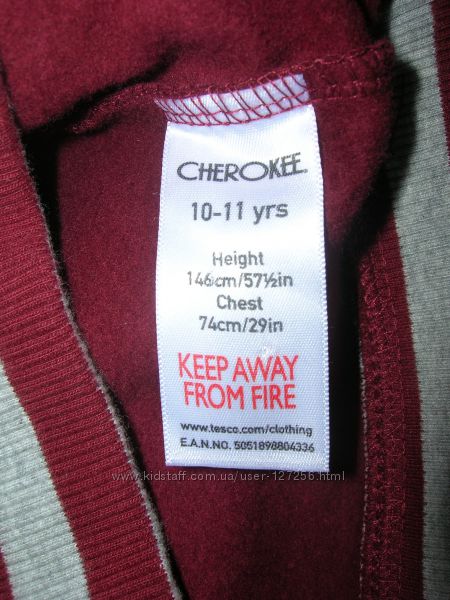 CHEROKEE.
10-11 yrs
Height
146cm/57½in
Chest
74cm/29in
KEEP AWAY
FROM FIRE
www.tesco.com/clothing
E.A.N.NO. 5051898804336
www.kidstaff.com.ua/user-127256.html